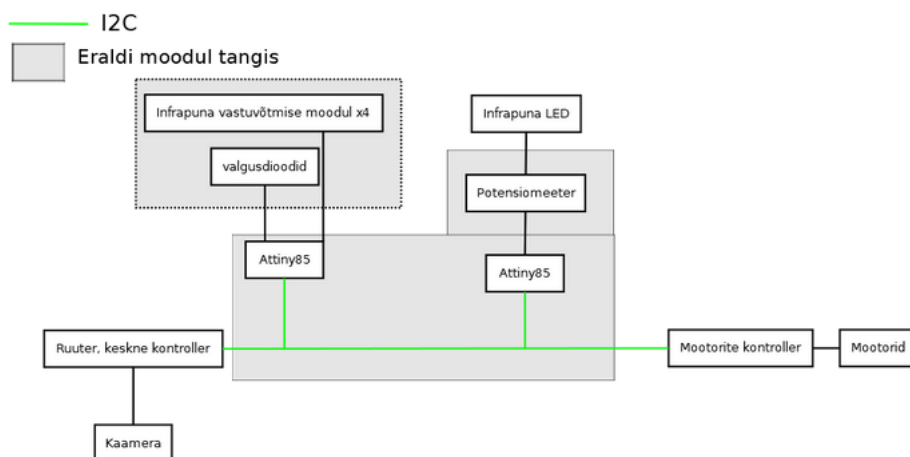 I2C
Eraldi moodul tangis
Infrapuna vastuvõtmise moodul x4
Infrapuna LED
valgusdioodid
Potensiomeeter
Attiny85
Attiny85
Ruuter, keskne kontroller
Mootorite kontroller
Mootorid
Kaamera